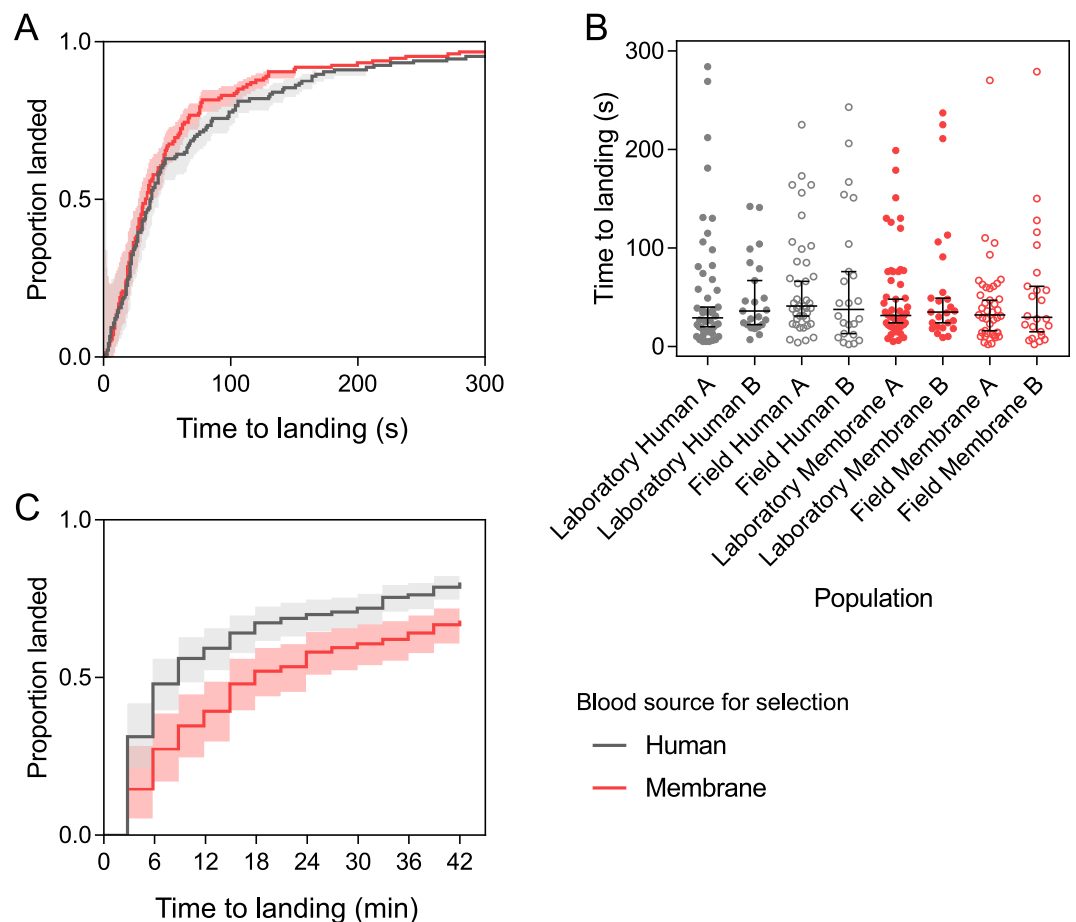 A
1.0
0.5
0.0
Proportion landed
0
100
200
300
Time to landing (s)
B
300
200
100
0
Time to landing (s)
Laboratory Human A
Laboratory Human B
Field Human A
Field Human B
Laboratory Membrane A
Laboratory Membrane B
Field Membrane A
Field Membrane B
Population
C
1.0
0.5
0.0
Proportion landed
0
6
12
18
24
30
36
42
Time to landing (min)
Blood source for selection
Human
Membrane